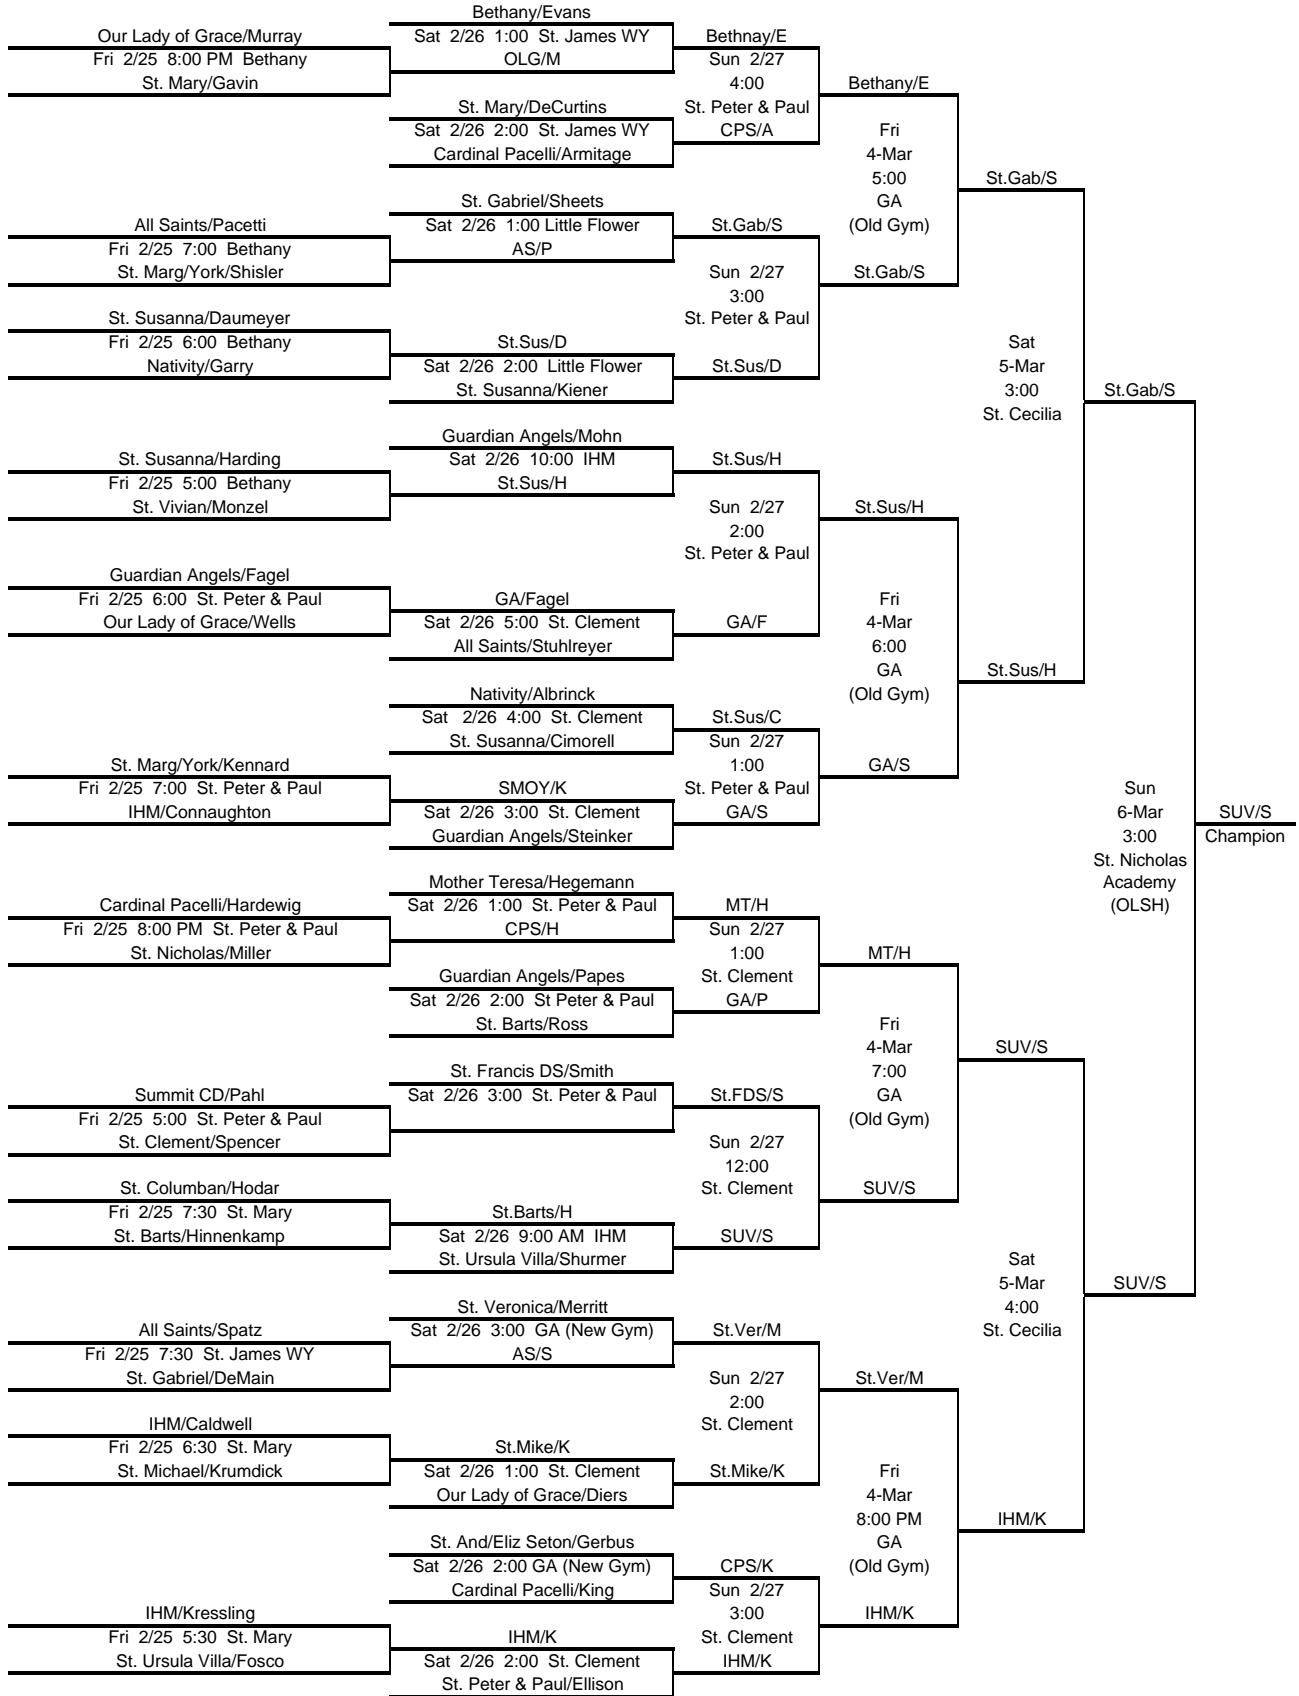 Bethany/Evans
Our Lady of Grace/Murray
Sat 2/26 1:00 St. James WY
Bethnay/E
Fri 2/25 8:00 PM Bethany
OLG/M
Sun 2/27
St. Mary/Gavin
4:00
Bethany/E
St. Mary/DeCurtins
St. Peter & Paul
Sat 2/26 2:00 St. James WY
CPS/A
Fri
Cardinal Pacelli/Armitage
4-Mar
5:00
St.Gab/S
St. Gabriel/Sheets
GA
All Saints/Pacetti
Sat 2/26 1:00 Little Flower
St.Gab/S
(Old Gym)
Fri 2/25 7:00 Bethany
AS/P
St. Marg/York/Shisler
Sun 2/27
St.Gab/S
3:00
St. Susanna/Daumeyer
St. Peter & Paul
Fri 2/25 6:00 Bethany
St.Sus/D
Sat
Nativity/Garry
Sat 2/26 2:00 Little Flower
St.Sus/D
5-Mar
St. Susanna/Kiener
3:00
St.Gab/S
St. Cecilia
Guardian Angels/Mohn
St. Susanna/Harding
Sat 2/26 10:00 IHM
St.Sus/H
Fri 2/25 5:00 Bethany
St.Sus/H
St. Vivian/Monzel
Sun 2/27
St.Sus/H
2:00
St. Peter & Paul
Guardian Angels/Fagel
Fri 2/25 6:00 St. Peter & Paul
GA/Fagel
Fri
Our Lady of Grace/Wells
Sat 2/26 5:00 St. Clement
GA/F
4-Mar
All Saints/Stuhlreyer
6:00
GA
St.Sus/H
Nativity/Albrinck
(Old Gym)
Sat 2/26 4:00 St. Clement
St.Sus/C
St. Susanna/Cimorell
Sun 2/27
St. Marg/York/Kennard
1:00
GA/S
Fri 2/25 7:00 St. Peter & Paul
SMOY/K
St. Peter & Paul
Sun
IHM/Connaughton
Sat 2/26 3:00 St. Clement
GA/S
6-Mar
SUV/S
Guardian Angels/Steinker
3:00
Champion
St. Nicholas
Mother Teresa/Hegemann
Academy
Cardinal Pacelli/Hardewig
Sat 2/26 1:00 St. Peter & Paul
MT/H
(OLSH)
Fri 2/25 8:00 PM St. Peter & Paul
CPS/H
Sun 2/27
St. Nicholas/Miller
1:00
MT/H
Guardian Angels/Papes
St. Clement
Sat 2/26 2:00 St Peter & Paul
GA/P
St. Barts/Ross
Fri
4-Mar
SUV/S
St. Francis DS/Smith
7:00
Summit CD/Pahl
Sat 2/26 3:00 St. Peter & Paul
St.FDS/S
GA
Fri 2/25 5:00 St. Peter & Paul
(Old Gym)
St. Clement/Spencer
Sun 2/27
12:00
St. Columban/Hodar
St. Clement
SUV/S
Fri 2/25 7:30 St. Mary
St.Barts/H
St. Barts/Hinnenkamp
Sat 2/26 9:00 AM IHM
SUV/S
St. Ursula Villa/Shurmer
Sat
5-Mar
SUV/S
St. Veronica/Merritt
4:00
All Saints/Spatz
Sat 2/26 3:00 GA (New Gym)
St.Ver/M
St. Cecilia
Fri 2/25 7:30 St. James WY
AS/S
St. Gabriel/DeMain
Sun 2/27
St.Ver/M
2:00
IHM/Caldwell
St. Clement
Fri 2/25 6:30 St. Mary
St.Mike/K
St. Michael/Krumdick
Sat 2/26 1:00 St. Clement
St.Mike/K
Fri
Our Lady of Grace/Diers
4-Mar
8:00 PM
IHM/K
St. And/Eliz Seton/Gerbus
GA
Sat 2/26 2:00 GA (New Gym)
CPS/K
(Old Gym)
Cardinal Pacelli/King
Sun 2/27
IHM/Kressling
3:00
IHM/K
Fri 2/25 5:30 St. Mary
IHM/K
St. Clement
St. Ursula Villa/Fosco
Sat 2/26 2:00 St. Clement
IHM/K
St. Peter & Paul/Ellison